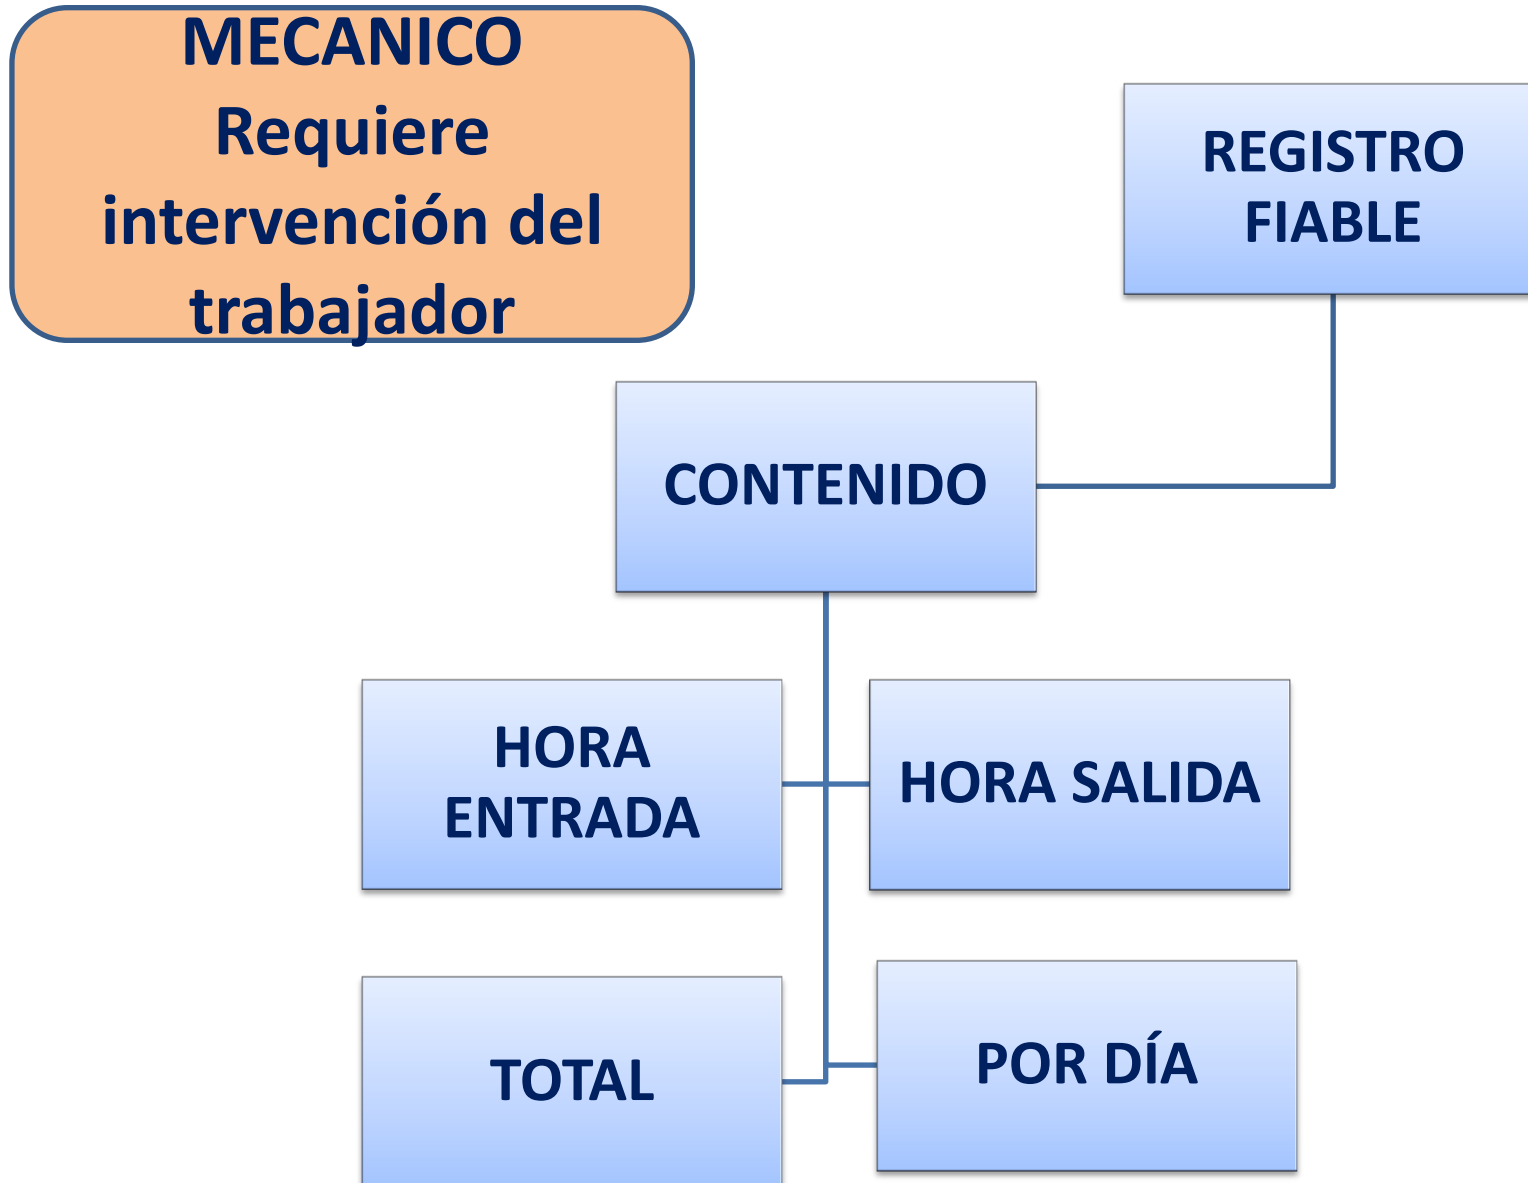 MECANICO
Requiere
intervención del
trabajador
REGISTRO
FIABLE
CONTENIDO
HORA
ENTRADA
HORA SALIDA
TOTAL
POR DÍA